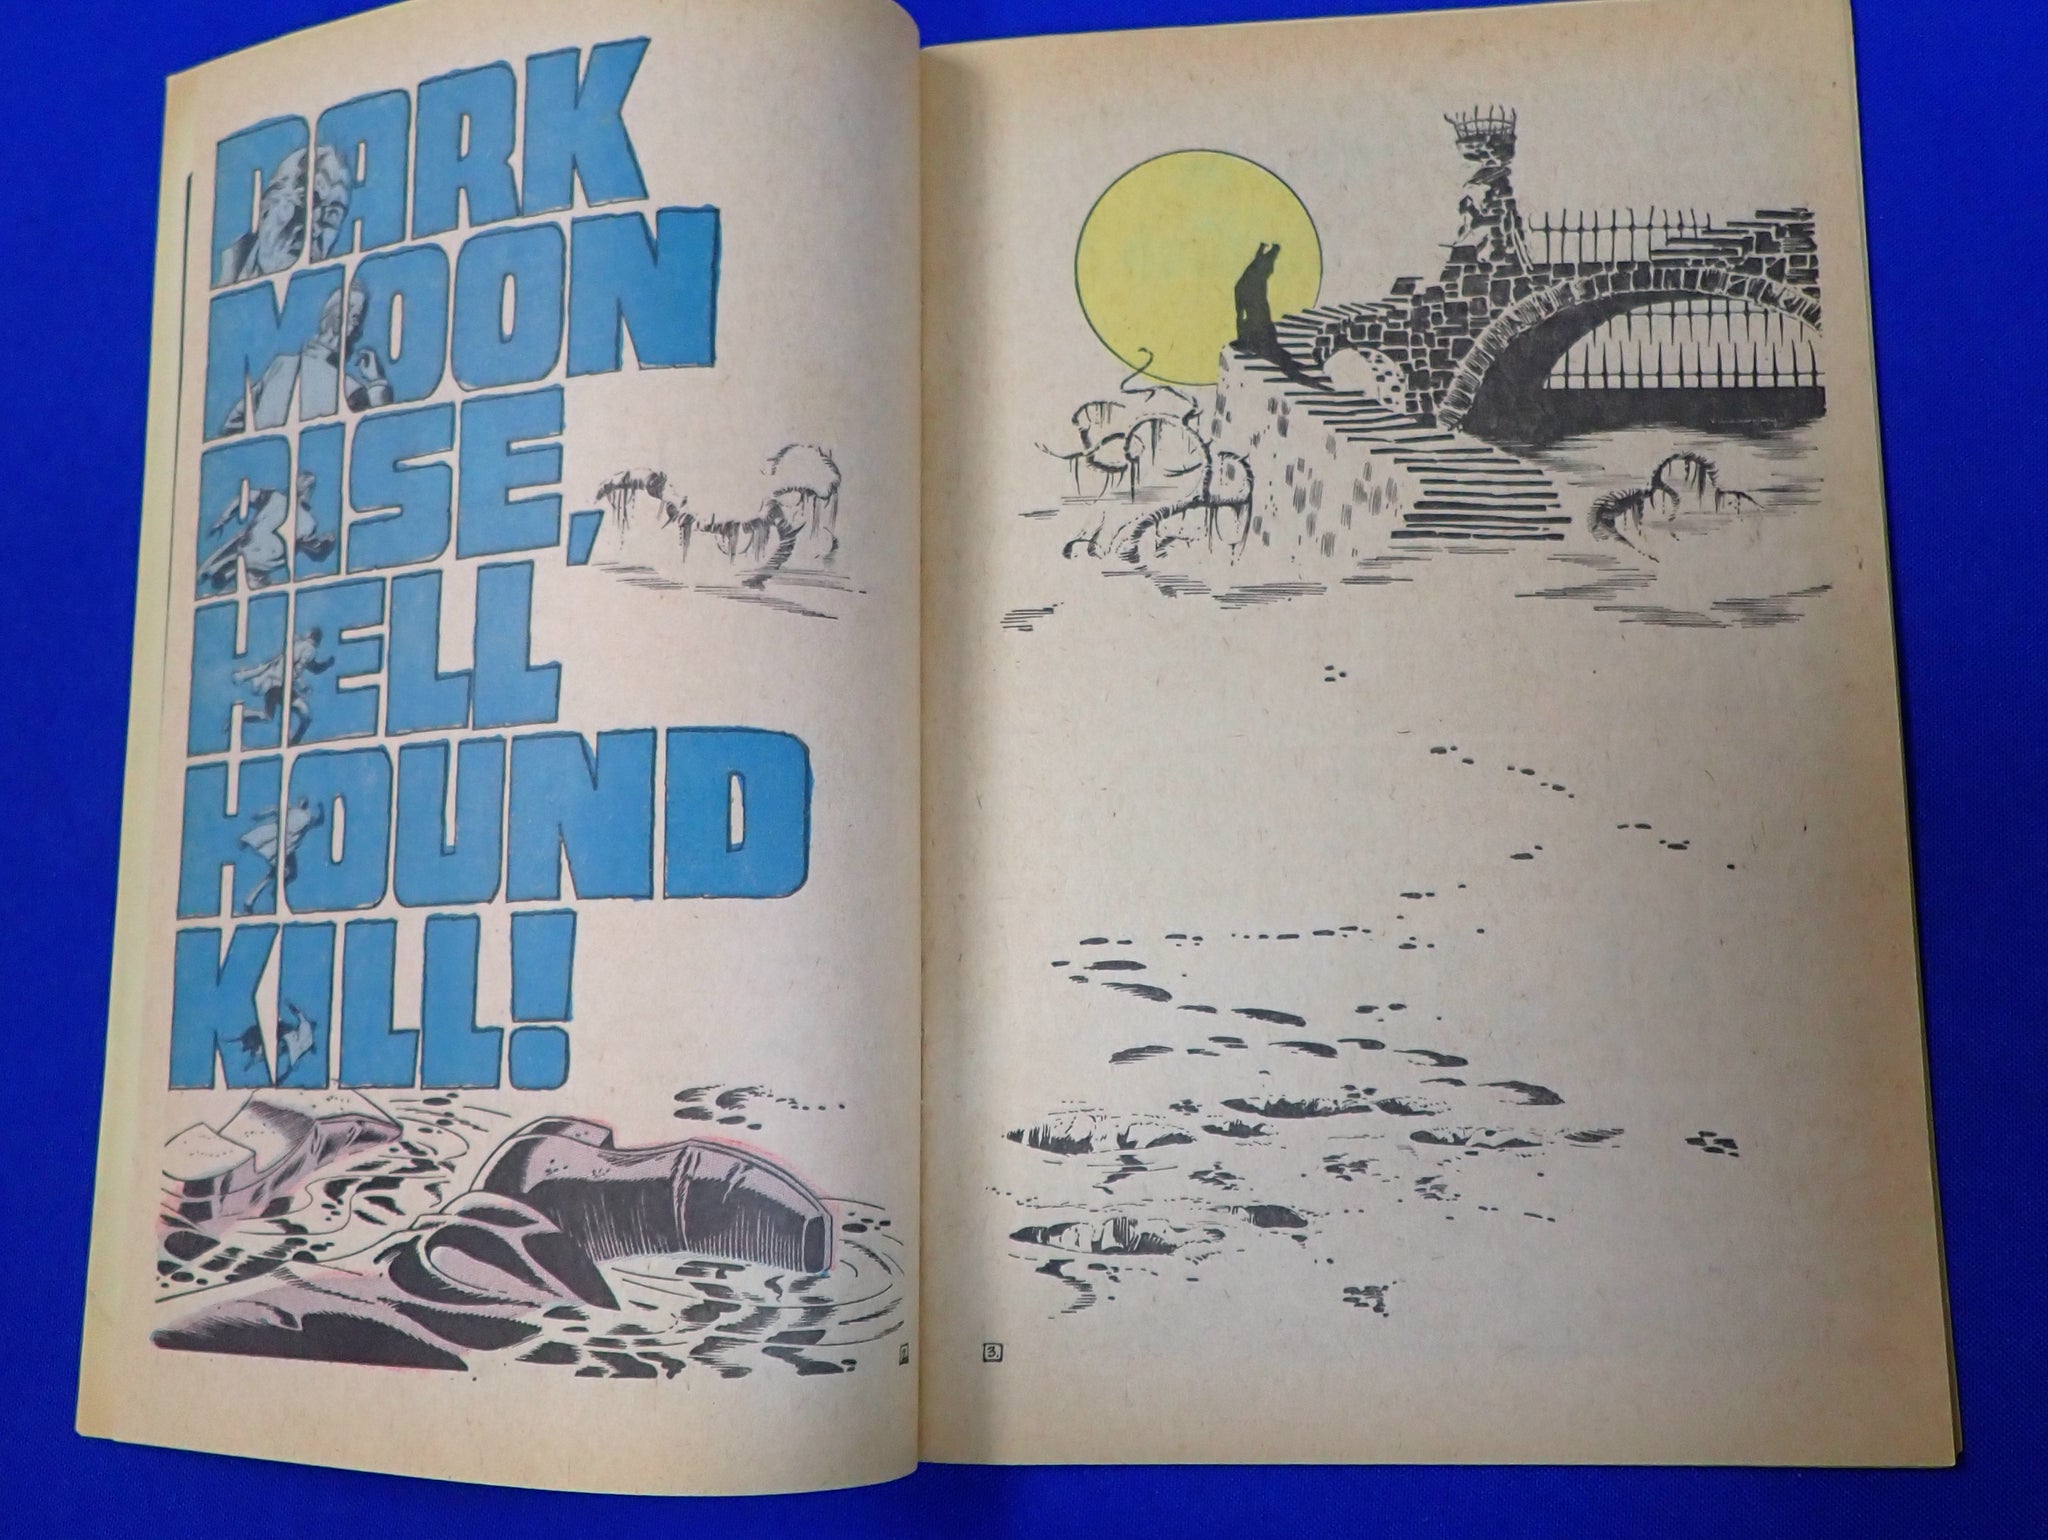 DARK
MOON
RISE,
HELL
HOUND
KILL!
3.